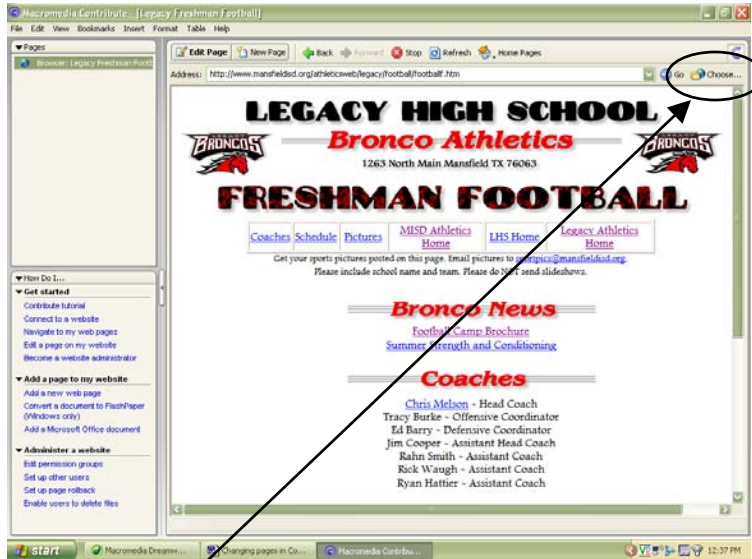 Macromedia Contribute - [Legacy Freshman Football]
File Edit View Bookmarks Insert Format Table Help
Pages
Browser: Legacy Freshman Footb
Edit Page New Page Back Forward Stop Refresh Home Pages
Address: http://www.mansfieldisd.org/athleticsweb/legacy/football/footballf.htm Go Choose...
LEGACY HIGH SCHOOL
BRONCOS Bronco Athletics BRONCOS
1263 North Main Mansfield TX 76063
FRESHMAN FOOTBALL
Coaches Schedule Pictures MISD Athletics Home LHS Home Legacy Athletics Home
Get your sports pictures posted on this page. Email pictures to sportpics@mansfieldisd.org.
Please include school name and team. Please do NOT send slideshows.
Bronco News
Football Camp Brochure
Summer Strength and Conditioning
Coaches
Chris Melson - Head Coach
Tracy Burke - Offensive Coordinator
Ed Barry - Defensive Coordinator
Jim Cooper - Assistant Head Coach
Rahn Smith - Assistant Coach
Rick Waugh - Assistant Coach
Ryan Hattier - Assistant Coach
How Do I...
Get started
Contribute tutorial
Connect to a website
Navigate to my web pages
Edit a page on my website
Become a website administrator
Add a page to my website
Add a new web page
Convert a document to FlashPaper
(Windows only)
Add a Microsoft Office document
Administer a website
Edit permission groups
Set up other users
Set up page rollback
Enable users to delete files
start Macromedia Dreamw... Changing pages in Co... Macromedia Contribu... 12:37 PM